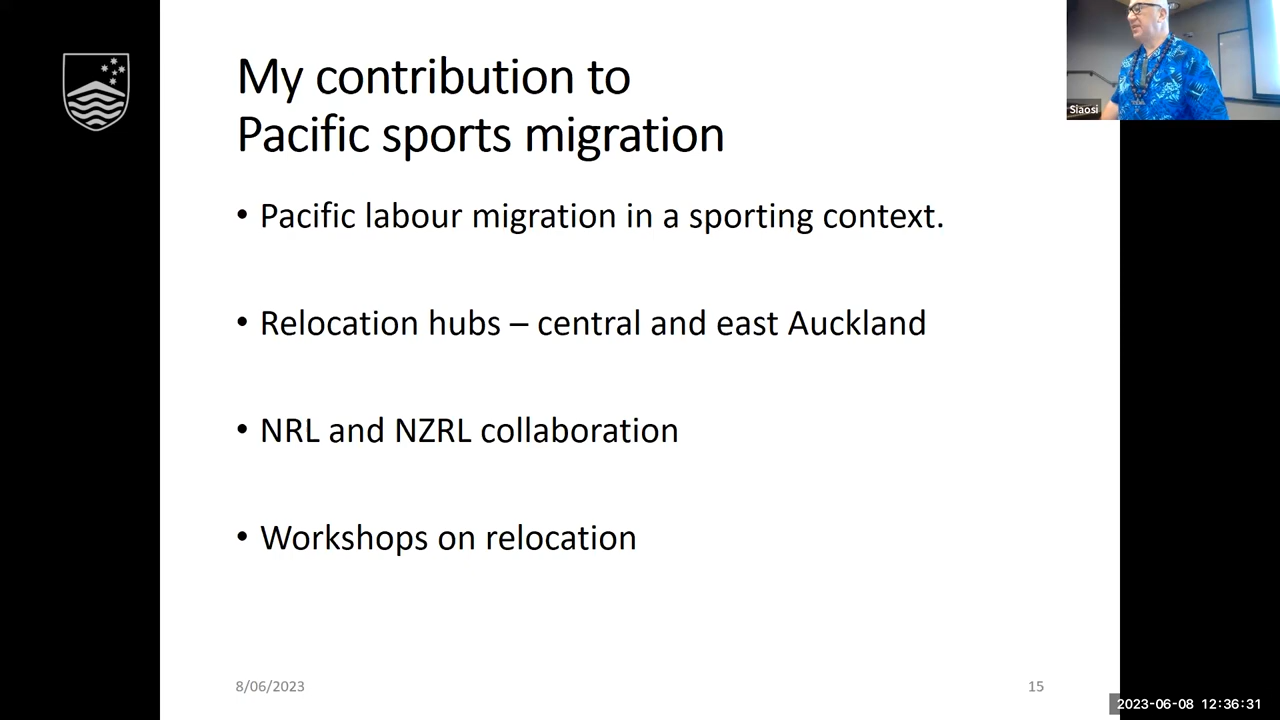 My contribution to
Pacific sports migration
Siaosi
• Pacific labour migration in a sporting context.
• Relocation hubs – central and east Auckland
• NRL and NZRL collaboration
• Workshops on relocation
8/06/2023
15
2023-06-08 12:36:31